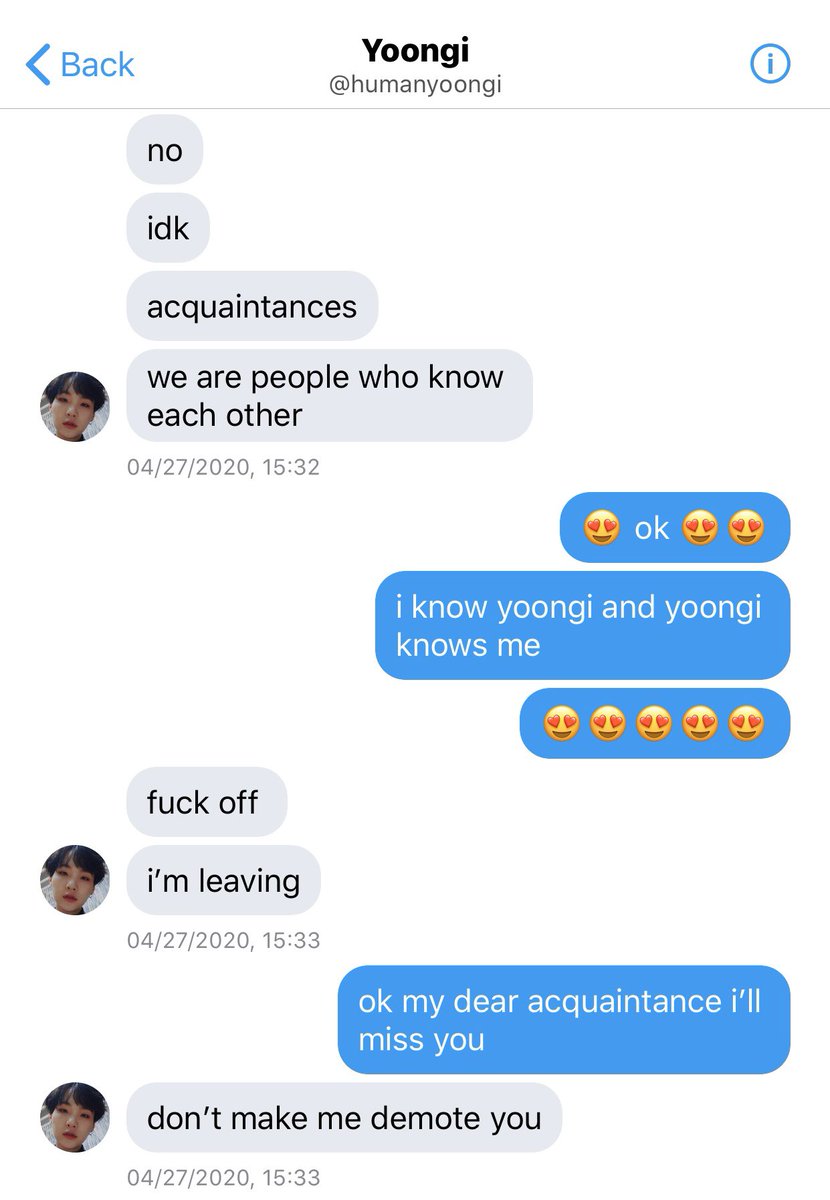 Back
Yoongi
@humanyoongi
no
idk
acquaintances
we are people who know
each other
04/27/2020, 15:32
😍 ok 😍 😍
i know yoongi and yoongi
knows me
😍 😍 😍 😍 😍
fuck off
i’m leaving
04/27/2020, 15:33
ok my dear acquaintance i’ll
miss you
don’t make me demote you
04/27/2020, 15:33